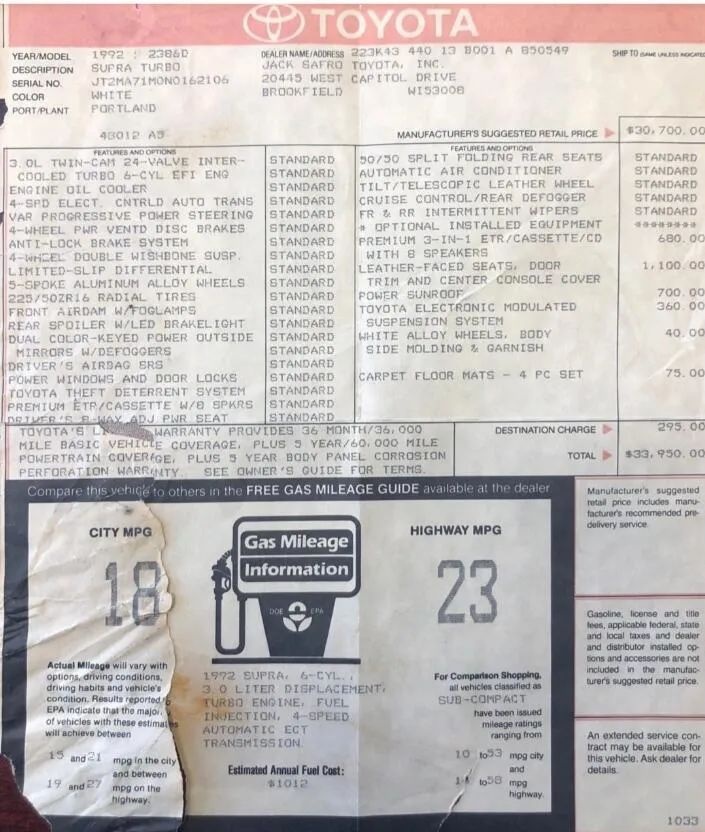 TOYOTA
YEAR/MODEL 1992 : 2386D
DESCRIPTION SUPRA TURBO
SERIAL NO. JT2MA71M0N0162106
COLOR WHITE
PORT/PLANT PORTLAND
DEALER NAME/ADDRESS 223K43 440 13 B001 A 850549
JACK SAFRO TOYOTA, INC.
20445 WEST CAPITOL DRIVE
BROOKFIELD WI53008
SHIP TO (SAME UNLESS INDICATED
48012 A5
MANUFACTURER'S SUGGESTED RETAIL PRICE $30,700.00
FEATURES AND OPTIONS
3.0L TWIN-CAM 24-VALVE INTER- STANDARD
COOLED TURBO 6-CYL EFI ENG STANDARD
ENGINE OIL COOLER STANDARD
4-SPD ELECT. CNTRLD AUTO TRANS STANDARD
VAR PROGRESSIVE POWER STEERING STANDARD
4-WHEEL PWR VENTD DISC BRAKES STANDARD
ANTI-LOCK BRAKE SYSTEM STANDARD
4-WHEEL DOUBLE WISHBONE SUSP. STANDARD
LIMITED-SLIP DIFFERENTIAL STANDARD
5-SPOKE ALUMINUM ALLOY WHEELS STANDARD
225/50ZR16 RADIAL TIRES STANDARD
FRONT AIRDAM W/FOGLAMPS STANDARD
REAR SPOILER W/LED BRAKELIGHT STANDARD
DUAL COLOR-KEYED POWER OUTSIDE STANDARD
MIRRORS W/DEFOGGERS STANDARD
DRIVER'S AIRBAG SRS STANDARD
POWER WINDOWS AND DOOR LOCKS STANDARD
TOYOTA THEFT DETERRENT SYSTEM STANDARD
PREMIUM ETR/CASSETTE W/8 SPKRS STANDARD
DRIVER'S 8-WAY ADJ PWR SEAT STANDARD
FEATURES AND OPTIONS
50/50 SPLIT FOLDING REAR SEATS STANDARD
AUTOMATIC AIR CONDITIONER STANDARD
TILT/TELESCOPIC LEATHER WHEEL STANDARD
CRUISE CONTROL/REAR DEFOGGER STANDARD
FR & RR INTERMITTENT WIPERS STANDARD
* OPTIONAL INSTALLED EQUIPMENT ********
PREMIUM 3-IN-1 ETR/CASSETTE/CD 680.00
WITH 8 SPEAKERS
LEATHER-FACED SEATS, DOOR 1,100.00
TRIM AND CENTER CONSOLE COVER
POWER SUNROOF 700.00
TOYOTA ELECTRONIC MODULATED 360.00
SUSPENSION SYSTEM
WHITE ALLOY WHEELS, BODY 40.00
SIDE MOLDING & GARNISH
CARPET FLOOR MATS - 4 PC SET 75.00
TOYOTA'S WARRANTY PROVIDES 36 MONTH/36,000
MILE BASIC VEHICLE COVERAGE, PLUS 5 YEAR/60,000 MILE
POWERTRAIN COVERAGE, PLUS 5 YEAR BODY PANEL CORROSION
PERFORATION WARRANTY. SEE OWNER'S GUIDE FOR TERMS.
DESTINATION CHARGE 295.00
TOTAL $33,950.00
Compare this vehicle to others in the FREE GAS MILEAGE GUIDE available at the dealer
CITY MPG
18
Gas Mileage
Information
DOE EPA
HIGHWAY MPG
23
Actual Mileage will vary with
options, driving conditions,
driving habits and vehicle's
condition. Results reported
EPA indicate that the major
of vehicles with these estimates
will achieve between
15 and 21 mpg in the city
and between
19 and 27 mpg on the
highway.
1992 SUPRA, 6-CYL.,
3.0 LITER DISPLACEMENT,
TURBO ENGINE, FUEL
INJECTION, 4-SPEED
AUTOMATIC ECT
TRANSMISSION
Estimated Annual Fuel Cost:
$1012
For Comparison Shopping,
all vehicles classified as
SUB-COMPACT
have been issued
mileage ratings
ranging from
10 to 53 mpg city
and
to 58 mpg
highway.
Manufacturer's suggested
retail price includes manu-
facturer's recommended pre-
delivery service.
Gasoline, license and title
fees, applicable federal, state
and local taxes and dealer
and distributor installed op-
tions and accessories are not
included in the manufac-
turer's suggested retail price.
An extended service con-
tract may be available for
this vehicle. Ask dealer for
details.
1033